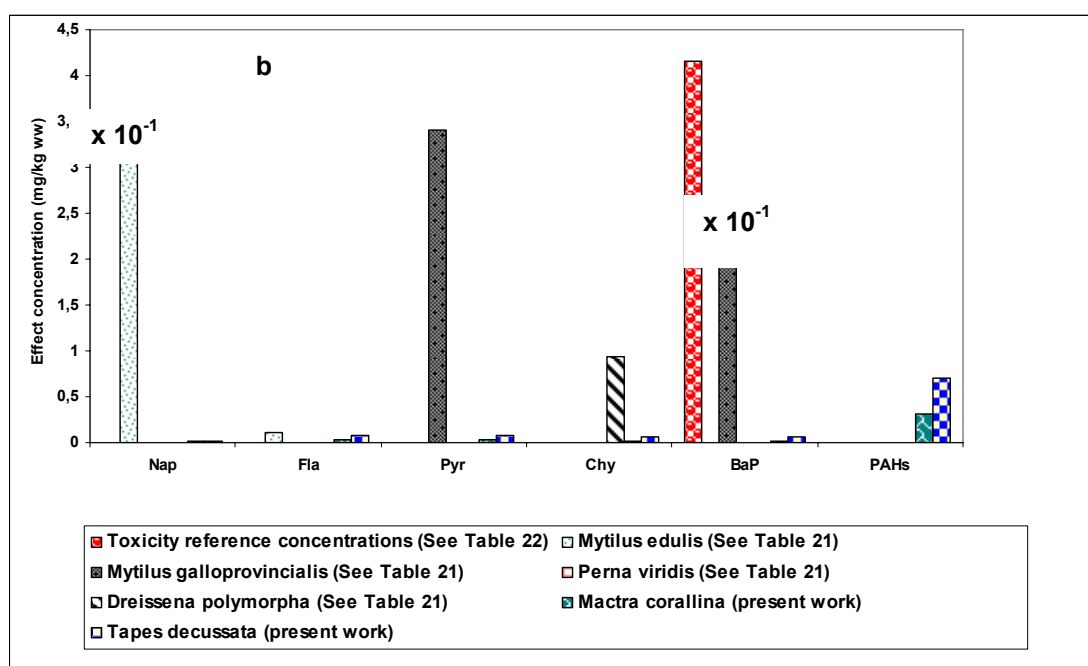 4,5
b
4
3,
x 10-1
3
2,5
x 10-1
2
1,5
1
0,5
0
Effect concentration (mg/kg ww)
Nap Fla Pyr Chy BaP PAHs
Toxicity reference concentrations (See Table 22) Mytilus edulis (See Table 21)
Mytilus galloprovincialis (See Table 21) Perna viridis (See Table 21)
Dreissena polymorpha (See Table 21) Mactra corallina (present work)
Tapes decussata (present work)